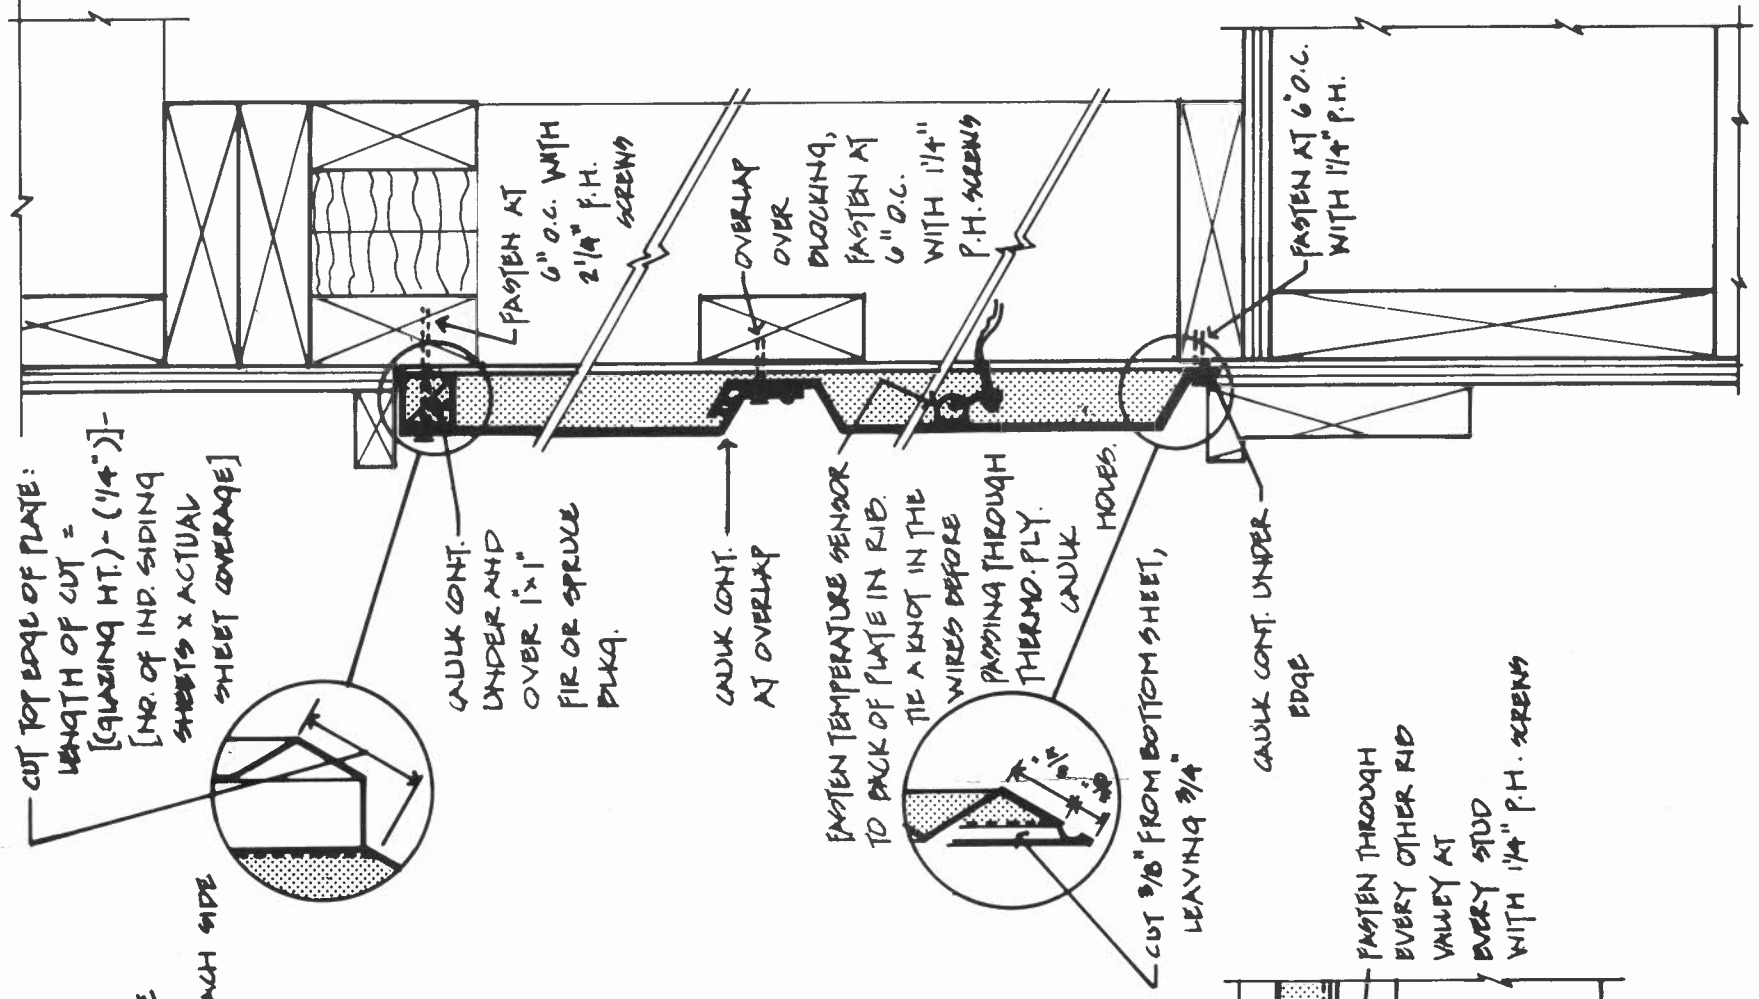 CUT TOP EDGE OF PLATE:
LENGTH OF CUT =
[(GLAZING HT.) - (1/4")] -
[NO. OF IND. SIDING
SHEETS X ACTUAL
SHEET COVERAGE]
FASTEN AT
6" O.C. WITH
2 1/4" F.H.
SCREWS
OVERLAP
OVER
BLOCKING,
FASTEN AT
6" O.C.
WITH 1 1/4"
P.H. SCREWS
FASTEN AT 6" O.C.
WITH 1 1/4" P.H.
CAULK CONT.
UNDER AND
OVER 1"x1"
FIR OR SPRUCE
BLKG.
CAULK CONT.
AT OVERLAP
FASTEN TEMPERATURE SENSOR
TO BACK OF PLATE IN RIB.
TIE A KNOT IN THE
WIRES BEFORE
PASSING THROUGH
THERMO-PLY.
CAULK
HOLES.
CUT 3/8" FROM BOTTOM SHEET,
LEAVING 3/4"
CAULK CONT. UNDER
EDGE
FASTEN THROUGH
EVERY OTHER RIB
VALLEY AT
EVERY STUD
WITH 1 1/4" P.H. SCREWS
SIDE